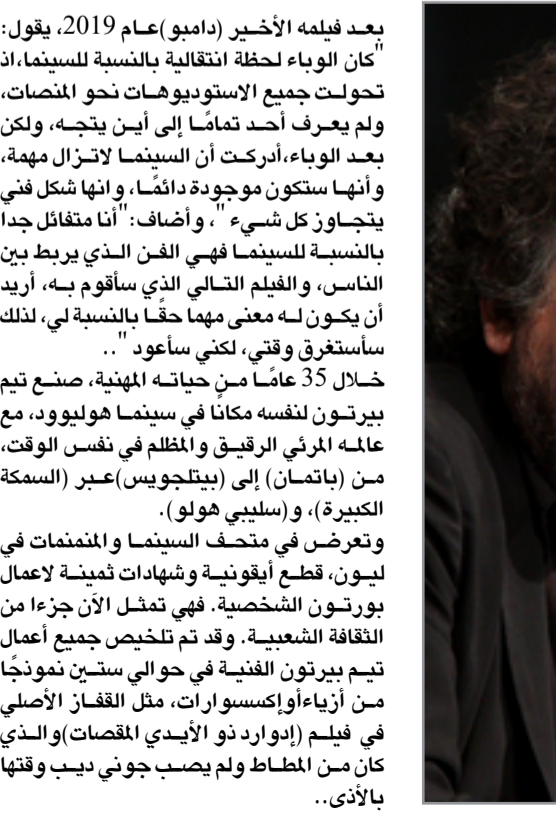 بعد فيلمه الأخير (دامبو)عام 2019، يقول:
"كان الوباء لحظة انتقالية بالنسبة للسينما،اذ
تحولت جميع الاستوديوهات نحو المنصات،
ولم يعرف أحد تمامًا إلى أين يتجه، ولكن
بعد الوباء،أدركت أن السينما لاتزال مهمة،
وأنها ستكون موجودة دائمًا، وانها شكل فني
يتجاوز كل شيء"، وأضاف:"أنا متفائل جدا
بالنسبة للسينما فهي الفن الذي يربط بين
الناس، والفيلم التالي الذي سأقوم به، أريد
أن يكون له معنى مهما حقًا بالنسبة لي، لذلك
سأستغرق وقتي، لكني سأعود "..
خلال 35 عامًا من حياته المهنية، صنع تيم
بيرتون لنفسه مكانًا في سينما هوليوود، مع
عالمه المرئي الرقيق والمظلم في نفس الوقت،
من (باتمان) إلى (بيتلجويس)عبر (السمكة
الكبيرة)، و(سليبي هولو).
وتعرض في متحف السينما والمنمنمات في
ليون، قطع أيقونية وشهادات ثمينة لاعمال
بورتون الشخصية. فهي تمثل الآن جزءا من
الثقافة الشعبية. وقد تم تلخيص جميع أعمال
تيم بيرتون الفنية في حوالي ستين نموذجًا
من أزياءأوإكسسوارات، مثل القفاز الأصلي
في فيلم (إدوارد ذو الأيدي المقصات)والذي
كان من المطاط ولم يصب جوني ديب وقتها
بالأذى..